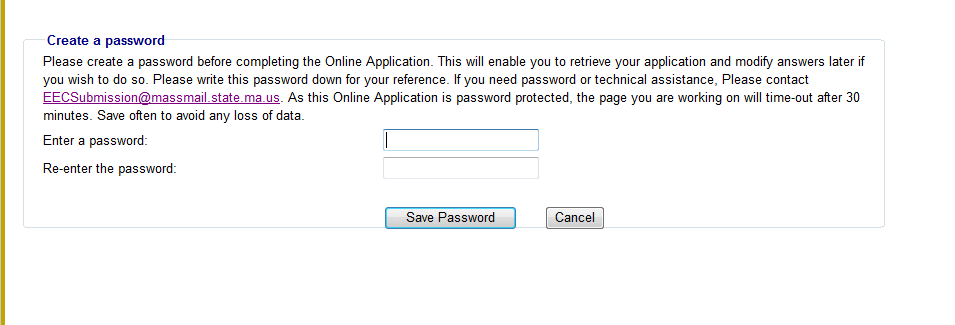 Create a password
Please create a password before completing the Online Application. This will enable you to retrieve your application and modify answers later if
you wish to do so. Please write this password down for your reference. If you need password or technical assistance, Please contact
EECSubmission@massmail.state.ma.us. As this Online Application is password protected, the page you are working on will time-out after 30
minutes. Save often to avoid any loss of data.
Enter a password:
Re-enter the password:
Save Password Cancel